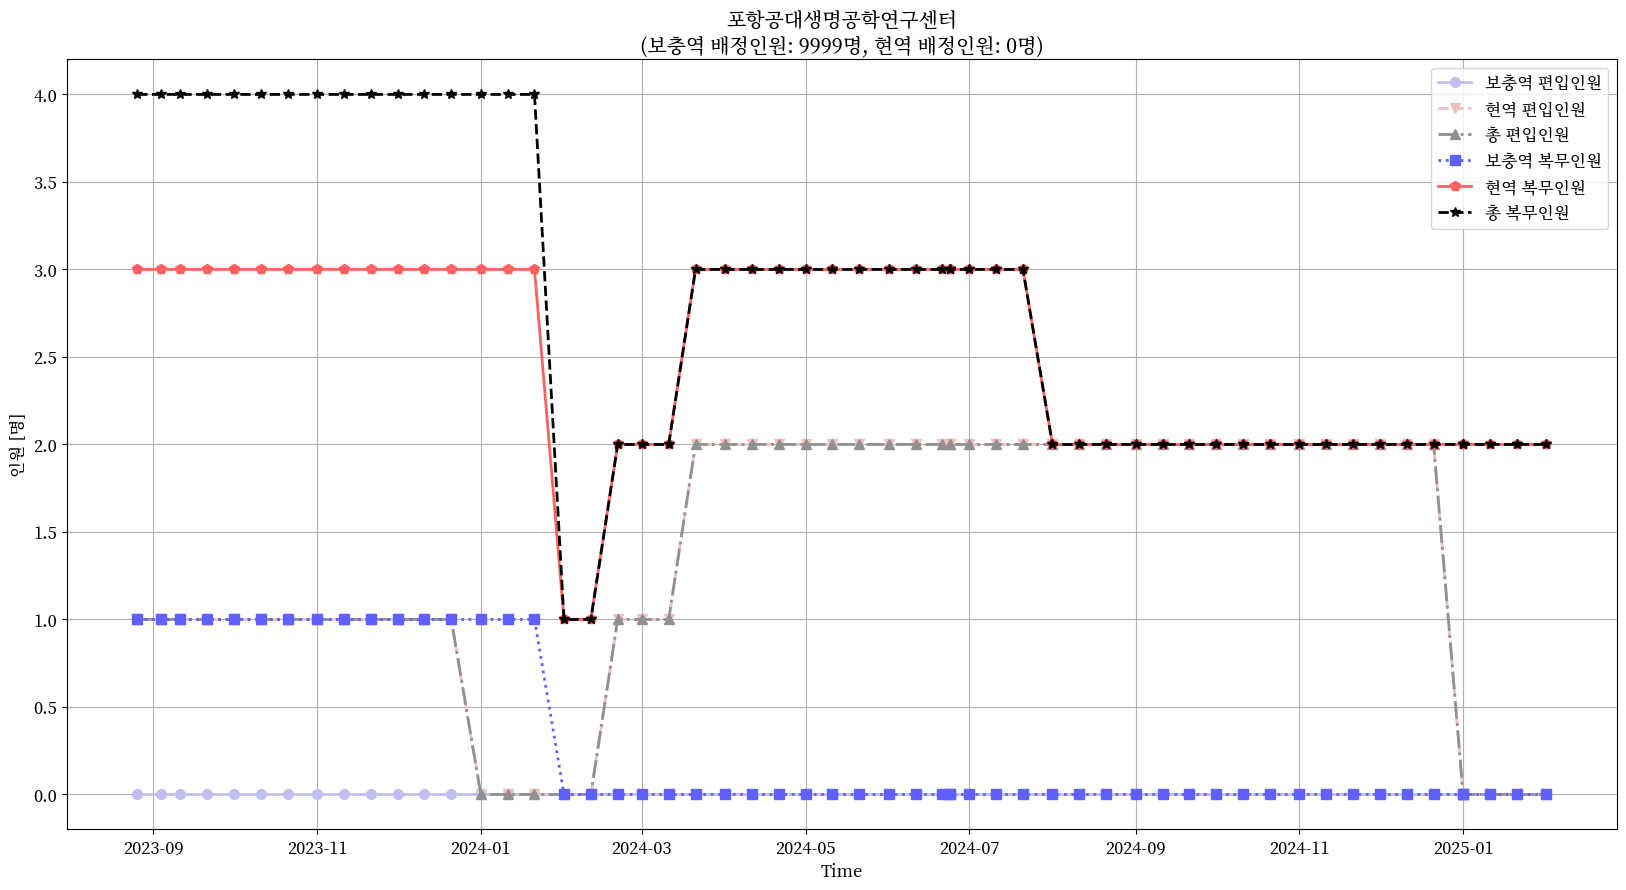 포항공대생명공학연구센터
(보충역 배정인원: 9999명, 현역 배정인원: 0명)
보충역 편입인원
현역 편입인원
총 편입인원
보충역 복무인원
현역 복무인원
총 복무인원
4.0
3.5
3.0
2.5
2.0
1.5
1.0
0.5
0.0
인원 [명]
2023-09 2023-11 2024-01 2024-03 2024-05 2024-07 2024-09 2024-11 2025-01
Time